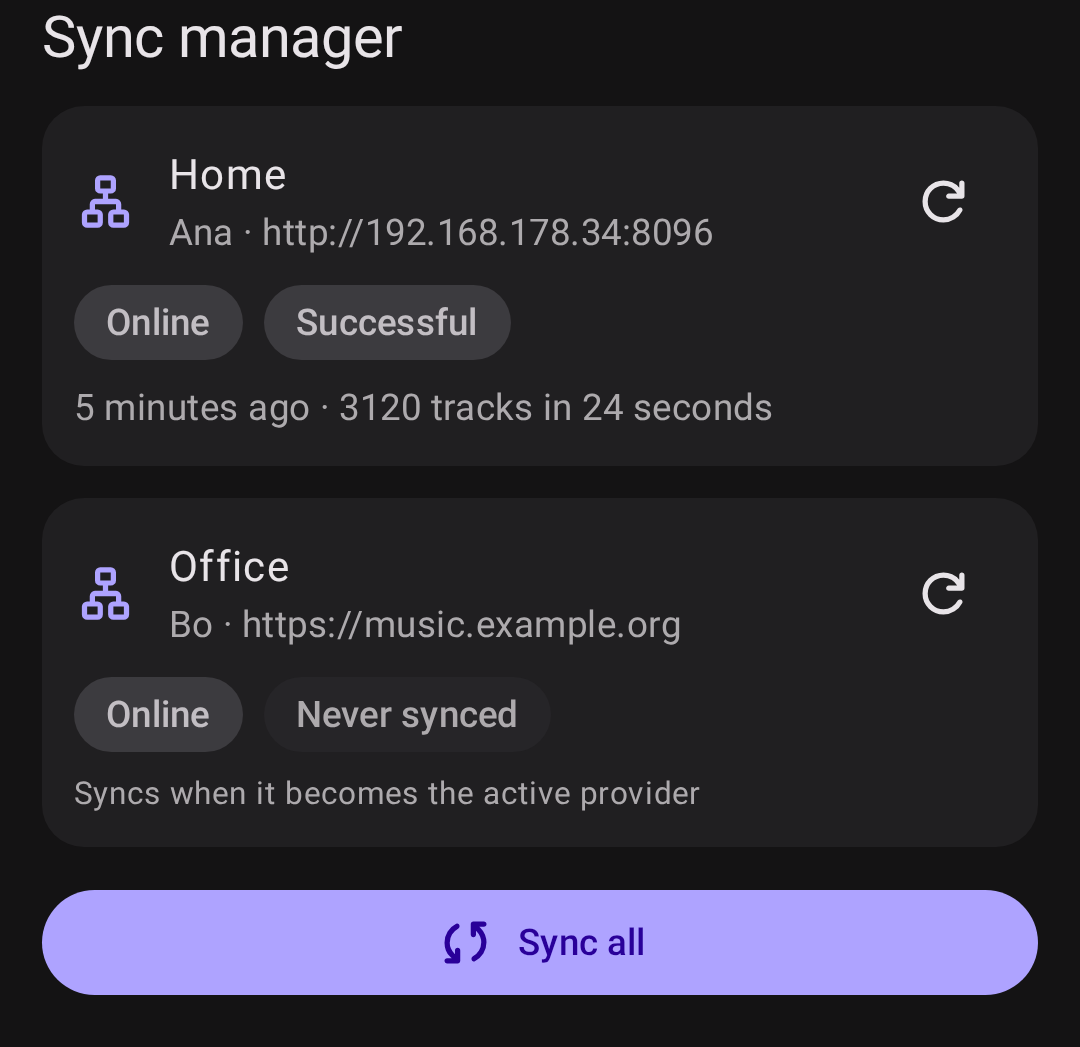 Sync manager
Home
Ana · http://192.168.178.34:8096
Online
Successful
5 minutes ago · 3120 tracks in 24 seconds
Office
Bo · https://music.example.org
Online
Never synced
Syncs when it becomes the active provider
Sync all